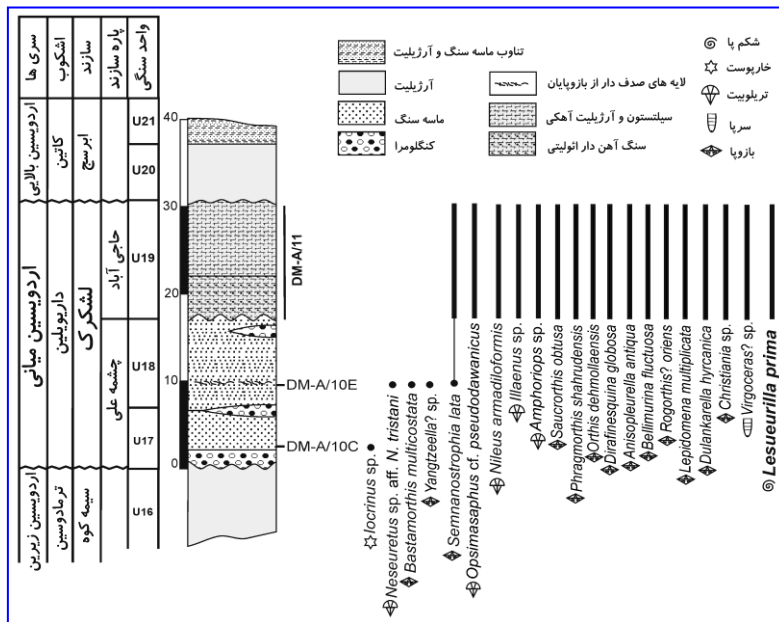 سری ها
اشکوب
سازند
پاره سازند
واحد سنگی
اردویسین بالایی
کاتین
ابرسج
U21
U20
اردویسین میانی
داریویلین
لشکرک
حاجی آباد
U19
چشمه علی
U18
U17
اردویسین زیرین
ترمادوسین
سیمه کوه
U16
40
30
20
10
0
تناوب ماسه سنگ و آرژیلیت
آرژیلیت
ماسه سنگ
کنگلومرا
لایه های صدف دار از بازوپایان
سیلتستون و آرژیلیت آهکی
سنگ آهن دار ائولیتی
شکم پا
خارپوست
تریلوبیت
سرپا
بازوپا
DM-A/11
DM-A/10E
DM-A/10C
Iocrinus sp.
Neseuretus sp. aff. N. tristani
Bastamorthis multicostata
Yangtzeella? sp.
Semnanostrophia lata
Opsimasaphus cf. pseudodawanicus
Nileus armadiloformis
Illaenus sp.
Amphoriops sp.
Saucrorthis obtusa
Phragmorthis shahrudensis
Orthis dehmollaensis
Dirafinesquina globosa
Anisopleurella antiqua
Bellimurina fluctuosa
Rogorthis? oriens
Lepidomena multiplicata
Dulankarella hyrcanica
Christiania sp.
Virgoceras? sp.
Lesueurilla prima